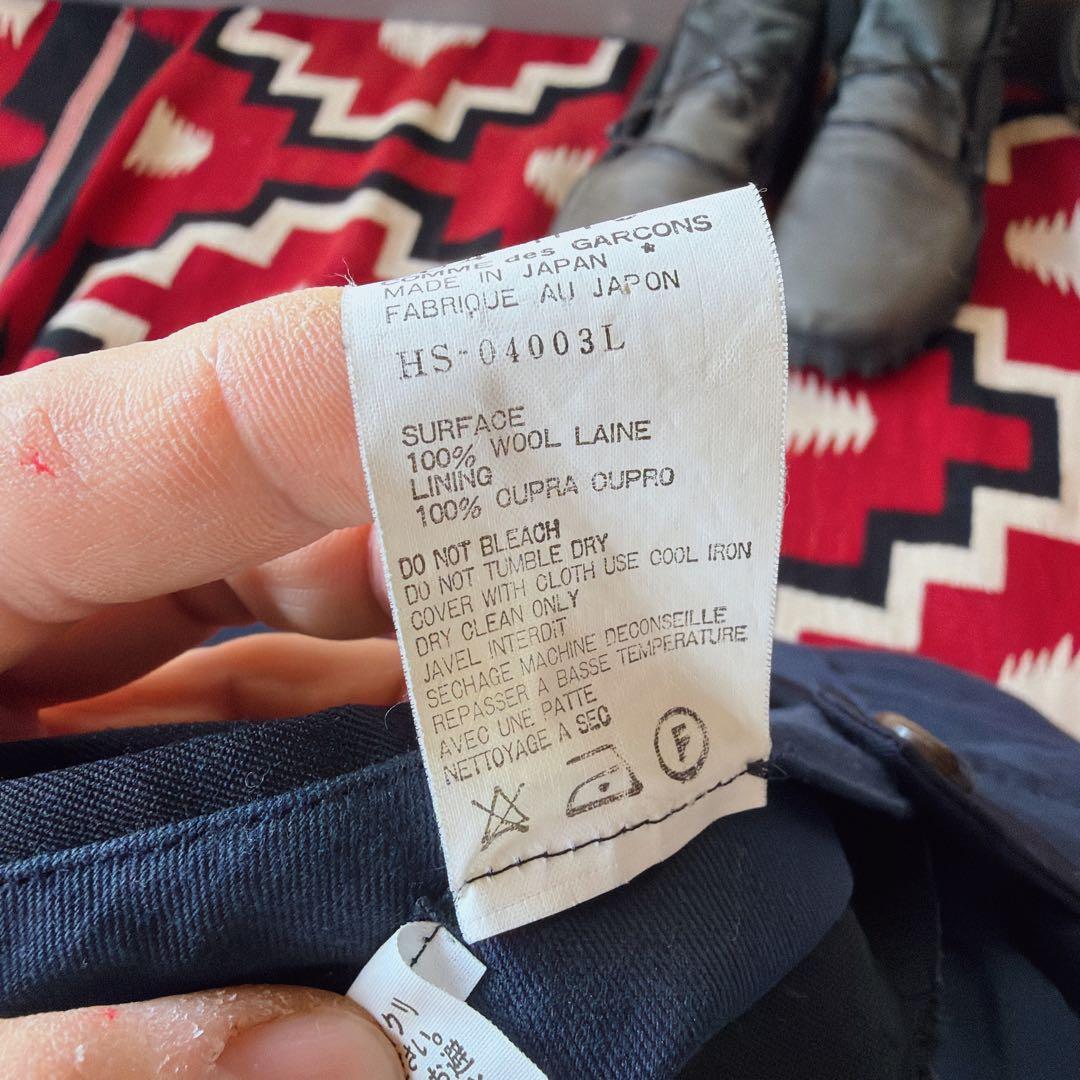 COMME des GARCONS
MADE IN JAPAN *
FABRIQUE AU JAPON
HS-04003L
SURFACE
100% WOOL LAINE
LINING
100% CUPRA CUPRO
DO NOT BLEACH
DO NOT TUMBLE DRY
COVER WITH CLOTH USE COOL IRON
DRY CLEAN ONLY
JAVEL INTERDIT
SECHAGE MACHINE DECONSEILLE
REPASSER A BASSE TEMPERATURE
AVEC UNE PATTE
NETTOYAGE A SEC
F